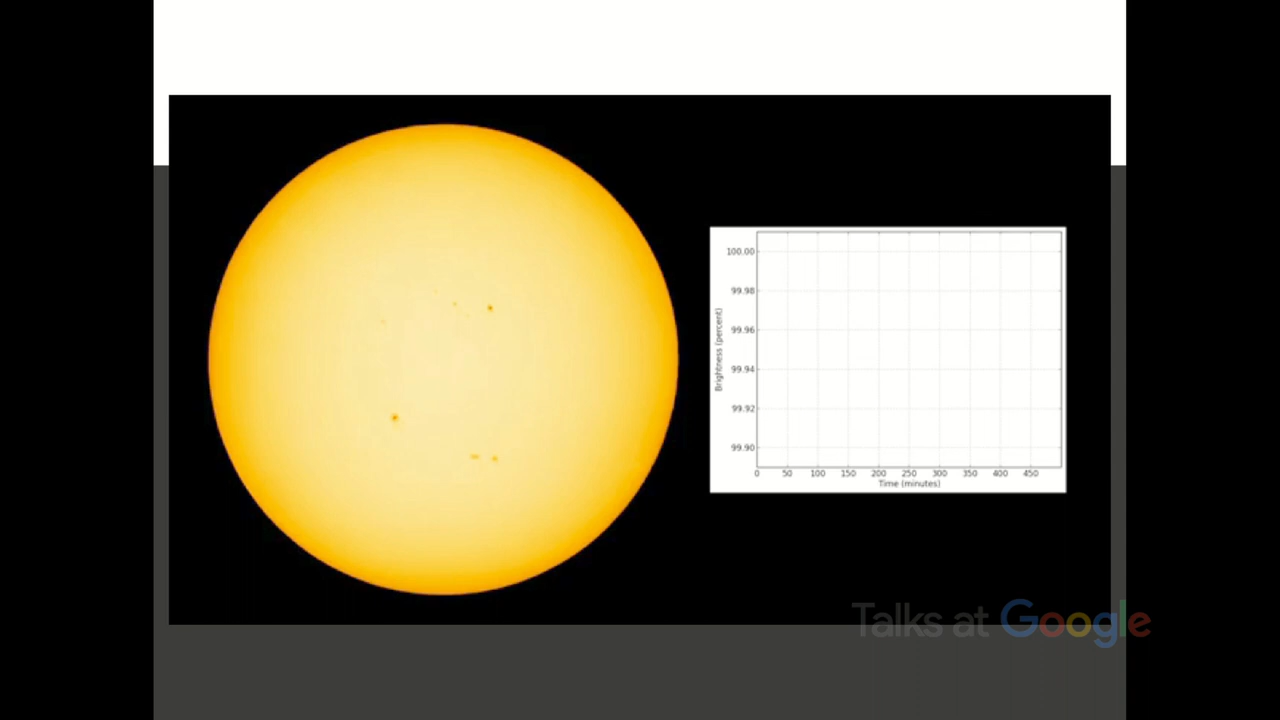 100.00
99.98
99.96
99.94
99.92
99.90
Brightness (percent)
0 50 100 150 200 250 300 350 400 450
Time (minutes)
Talks at Google